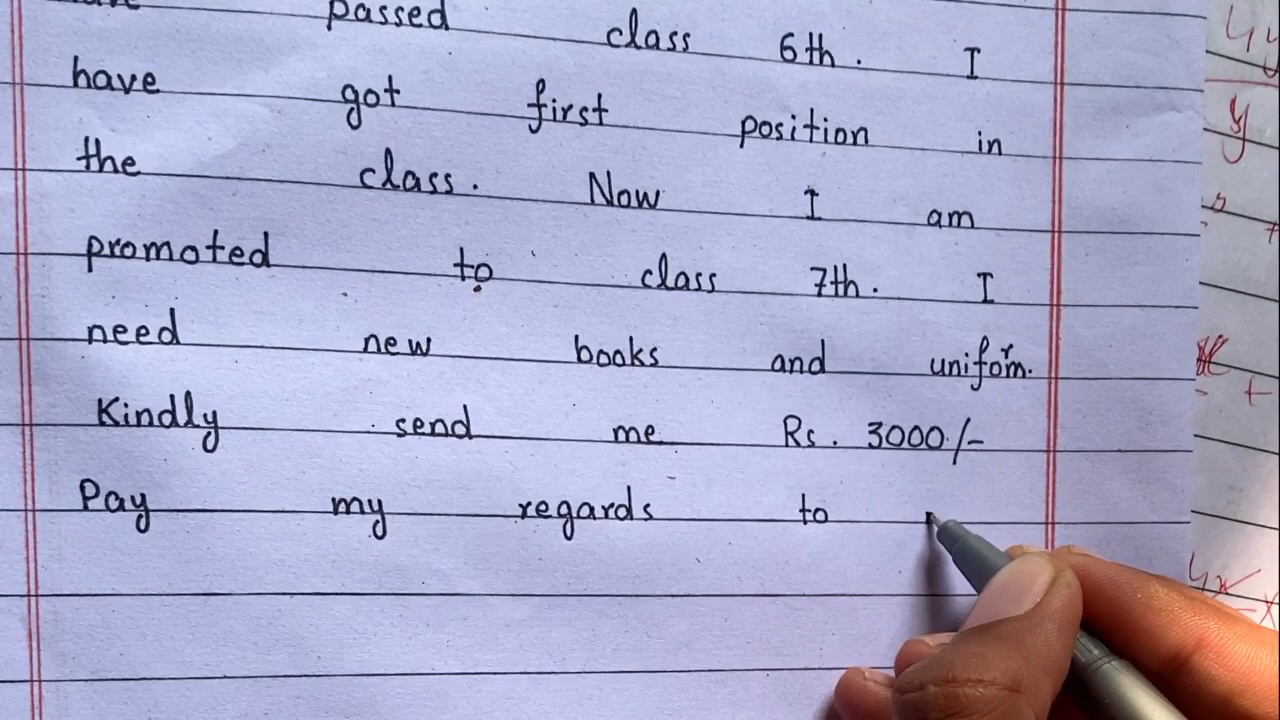 passed class 6th. I
have got first position in
the class. Now I am
promoted to class 7th. I
need new books and uniform.
Kindly send me Rs. 3000/-
Pay my regards to